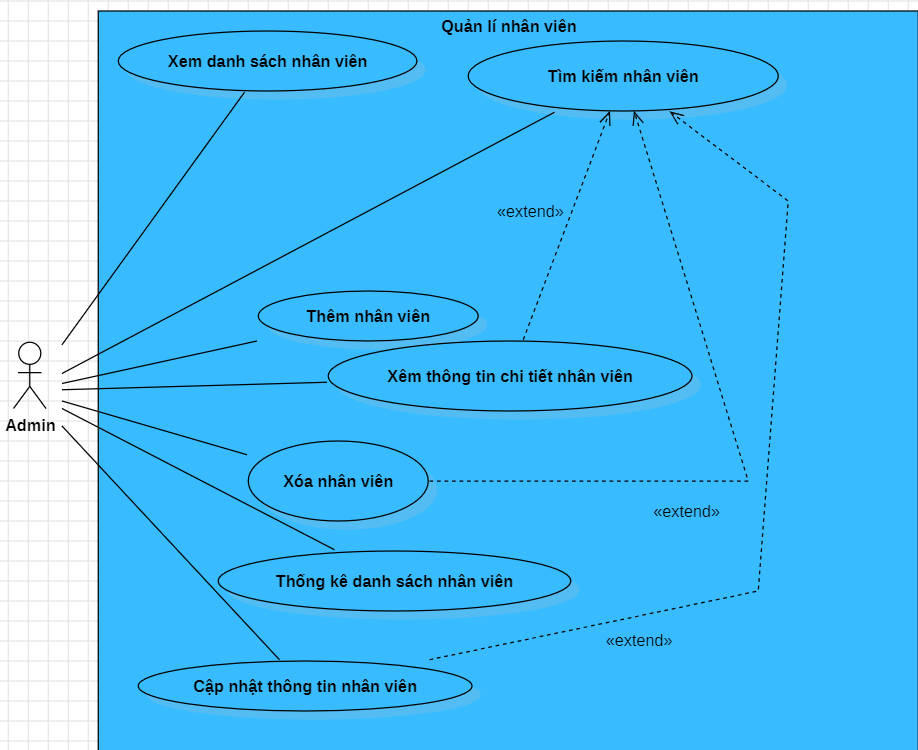 Quản lí nhân viên
Xem danh sách nhân viên
Tìm kiếm nhân viên
«extend»
Thêm nhân viên
Xêm thông tin chi tiết nhân viên
Admin
Xóa nhân viên
«extend»
Thống kê danh sách nhân viên
«extend»
Cập nhật thông tin nhân viên